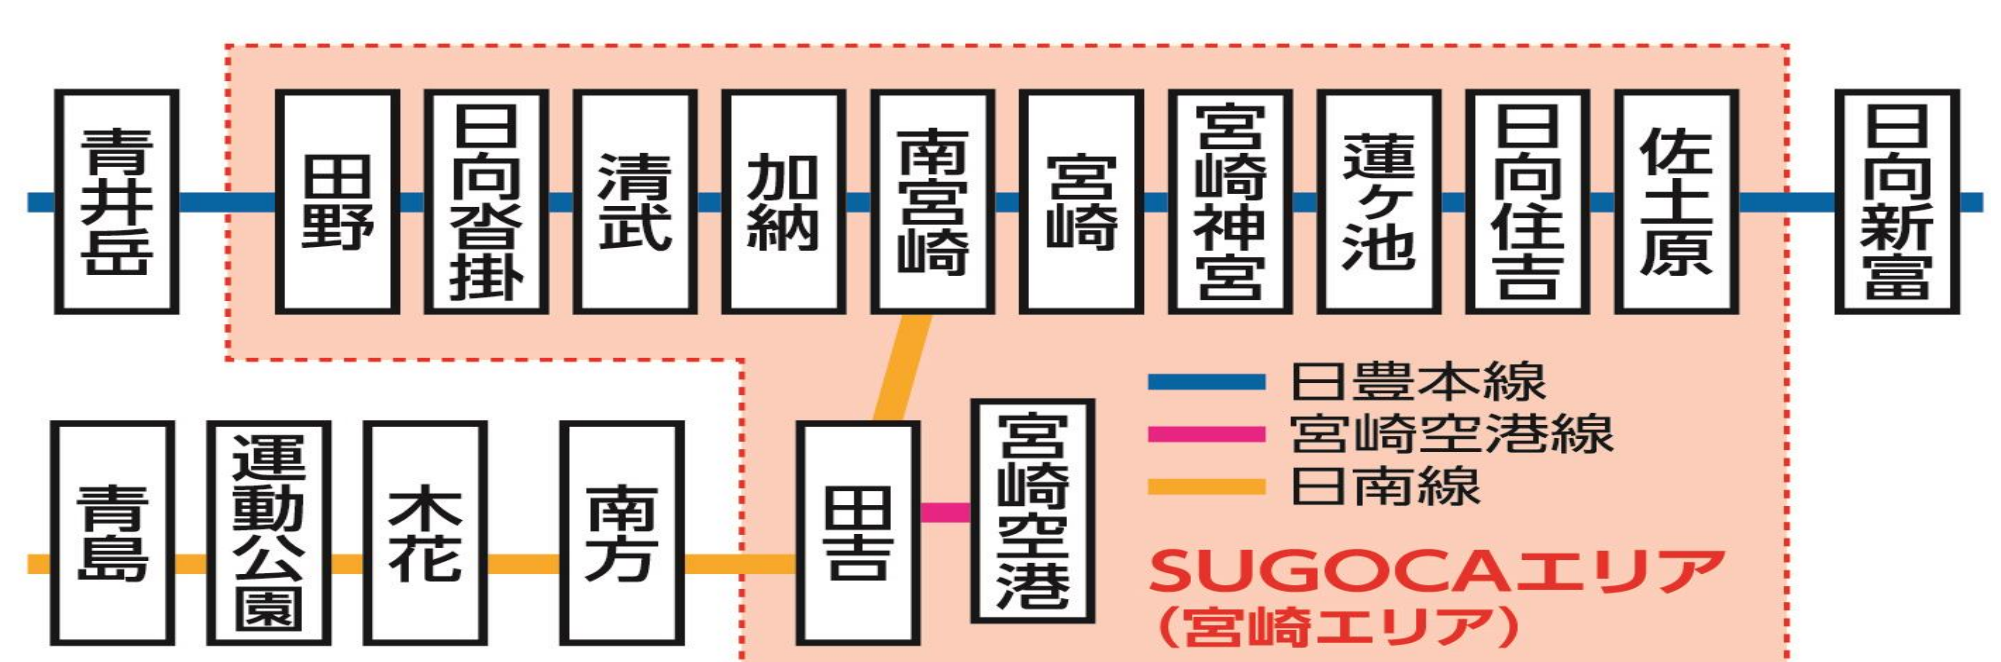 青井岳
田野
日向沓掛
清武
加納
南宮崎
宮崎
宮崎神宮
蓮ヶ池
日向住吉
佐土原
日向新富
青島
運動公園
木花
南方
田吉
宮崎空港
日豊本線
宮崎空港線
日南線
SUGOCAエリア
（宮崎エリア）